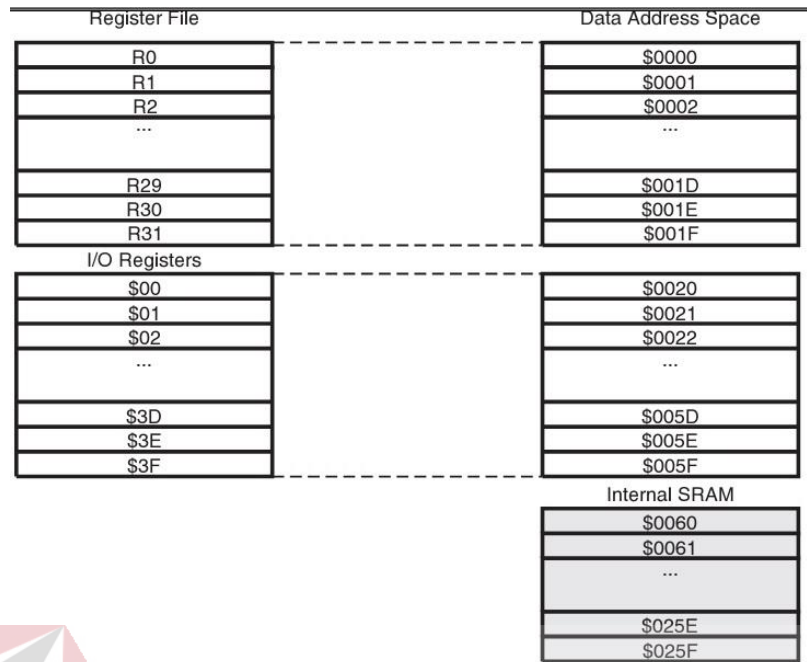 Register File Data Address Space
R0 $0000
R1 $0001
R2 $0002
... ...
R29 $001D
R30 $001E
R31 $001F
I/O Registers
$00 $0020
$01 $0021
$02 $0022
... ...
$3D $005D
$3E $005E
$3F $005F
Internal SRAM
$0060
$0061
...
$025E
$025F